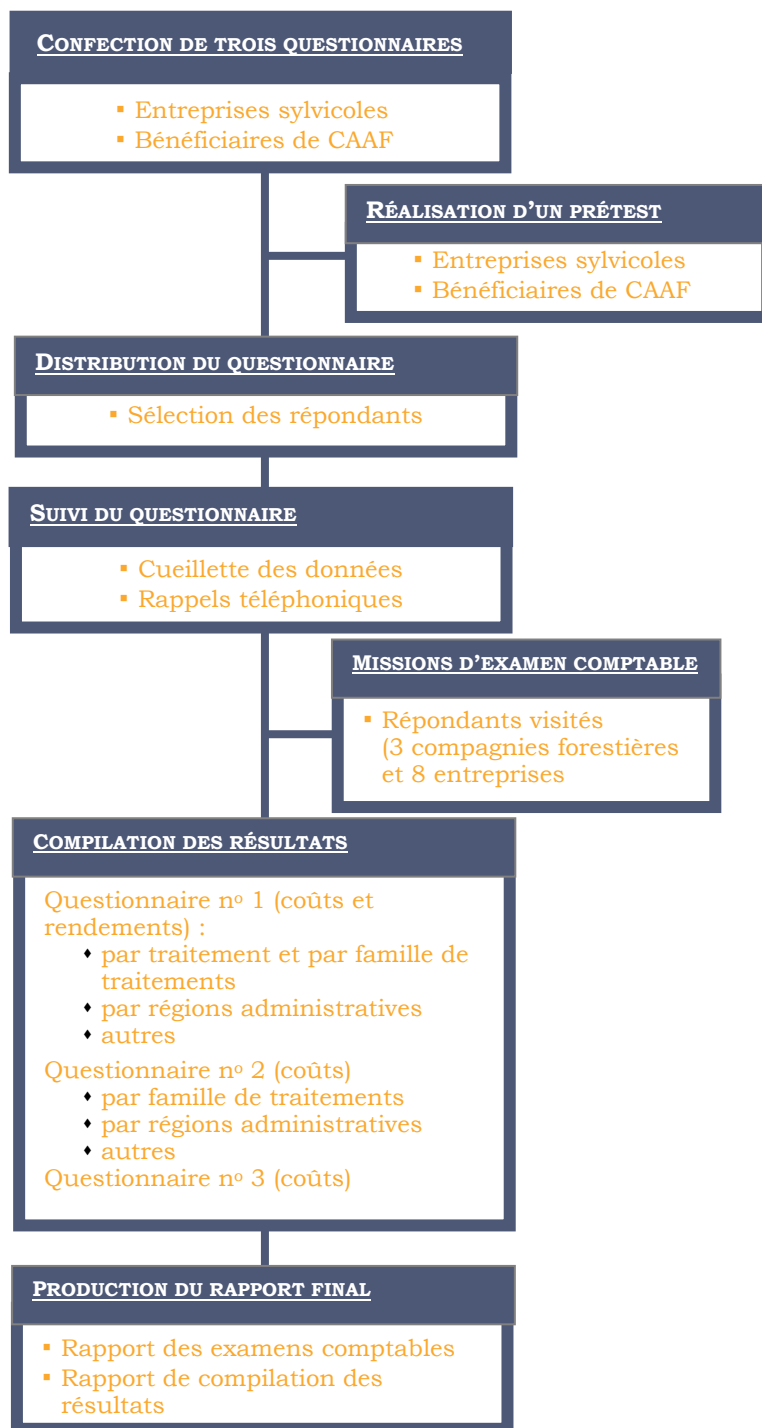 CONFECTION DE TROIS QUESTIONNAIRES
▪ Entreprises sylvicoles
▪ Bénéficiaires de CAAF
RÉALISATION D’UN PRÉTEST
▪ Entreprises sylvicoles
▪ Bénéficiaires de CAAF
DISTRIBUTION DU QUESTIONNAIRE
▪ Sélection des répondants
SUIVI DU QUESTIONNAIRE
▪ Cueillette des données
▪ Rappels téléphoniques
MISSIONS D’EXAMEN COMPTABLE
▪ Répondants visités
(3 compagnies forestières
et 8 entreprises
COMPILATION DES RÉSULTATS
Questionnaire nº 1 (coûts et
rendements) :
♦ par traitement et par famille de
traitements
♦ par régions administratives
♦ autres
Questionnaire nº 2 (coûts)
♦ par famille de traitements
♦ par régions administratives
♦ autres
Questionnaire nº 3 (coûts)
PRODUCTION DU RAPPORT FINAL
▪ Rapport des examens comptables
▪ Rapport de compilation des
résultats